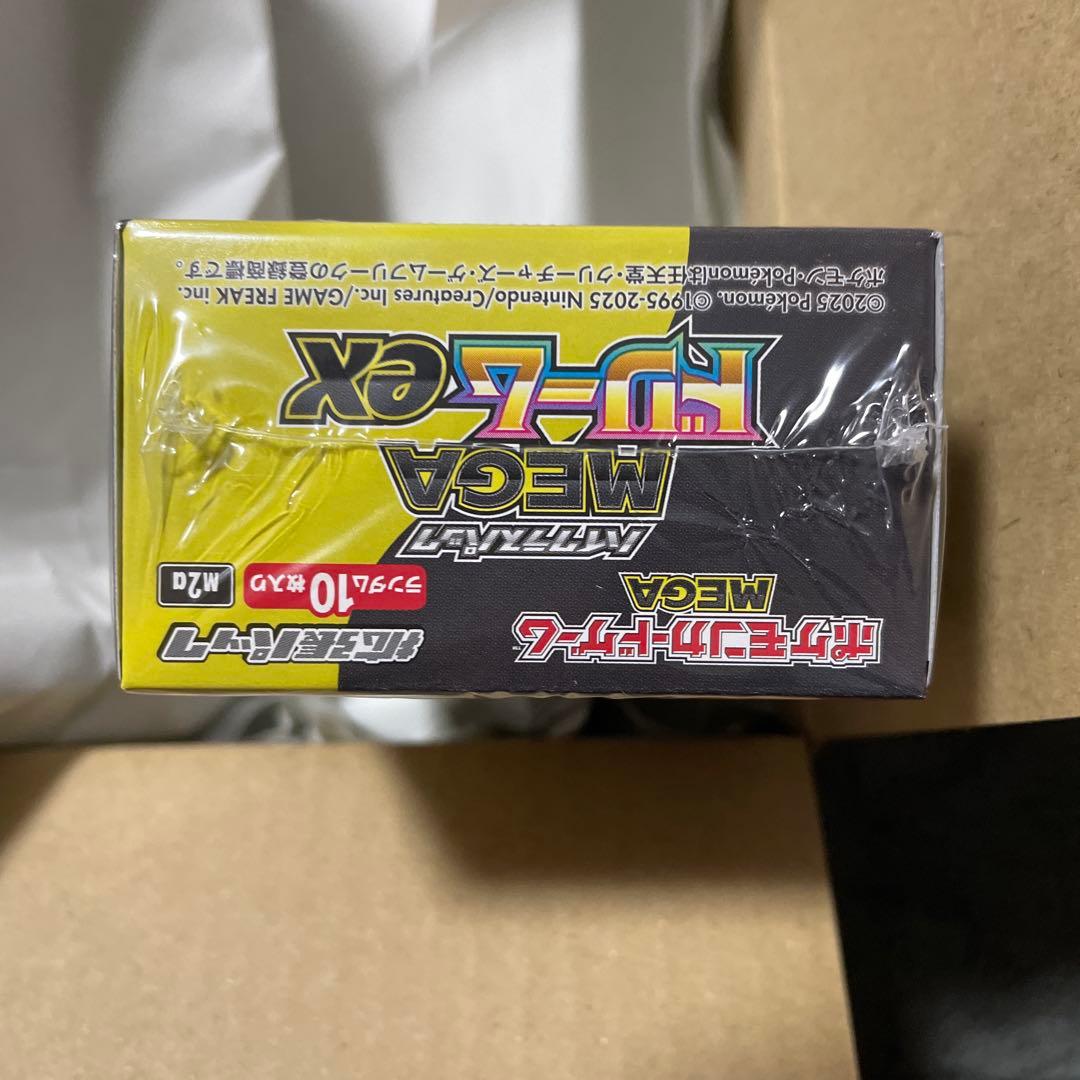 ポケモンカードゲーム™
MEGA
拡張パック
ランダム10枚入り
M2a
ハイクラスパック
MEGA
ドリームex
©2025 Pokémon. ©1995-2025 Nintendo/Creatures Inc./GAME FREAK inc.
ポケモン・Pokémonは任天堂・クリーチャーズ・ゲームフリークの登録商標です。